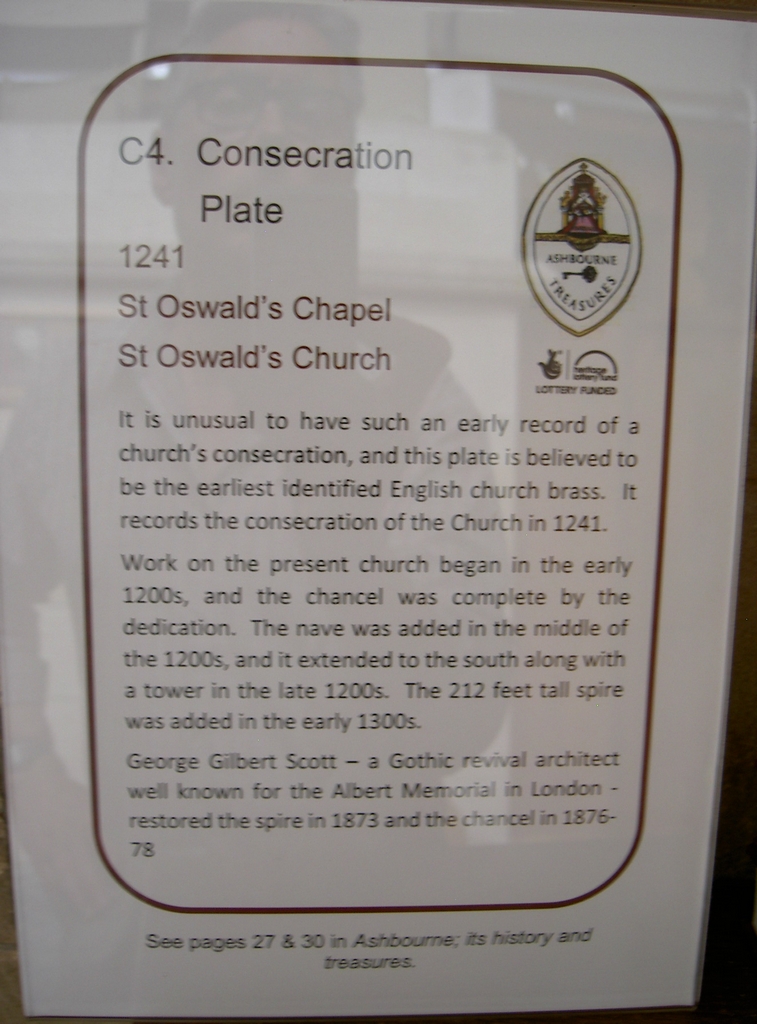 C4. Consecration
Plate
1241
St Oswald's Chapel
St Oswald's Church
ASHBOURNE
TREASURES
heritage
lottery fund
LOTTERY FUNDED
It is unusual to have such an early record of a
church's consecration, and this plate is believed to
be the earliest identified English church brass. It
records the consecration of the Church in 1241.
Work on the present church began in the early
1200s, and the chancel was complete by the
dedication. The nave was added in the middle of
the 1200s, and it extended to the south along with
a tower in the late 1200s. The 212 feet tall spire
was added in the early 1300s.
George Gilbert Scott – a Gothic revival architect
well known for the Albert Memorial in London -
restored the spire in 1873 and the chancel in 1876-
78
See pages 27 & 30 in Ashbourne; its history and
treasures.